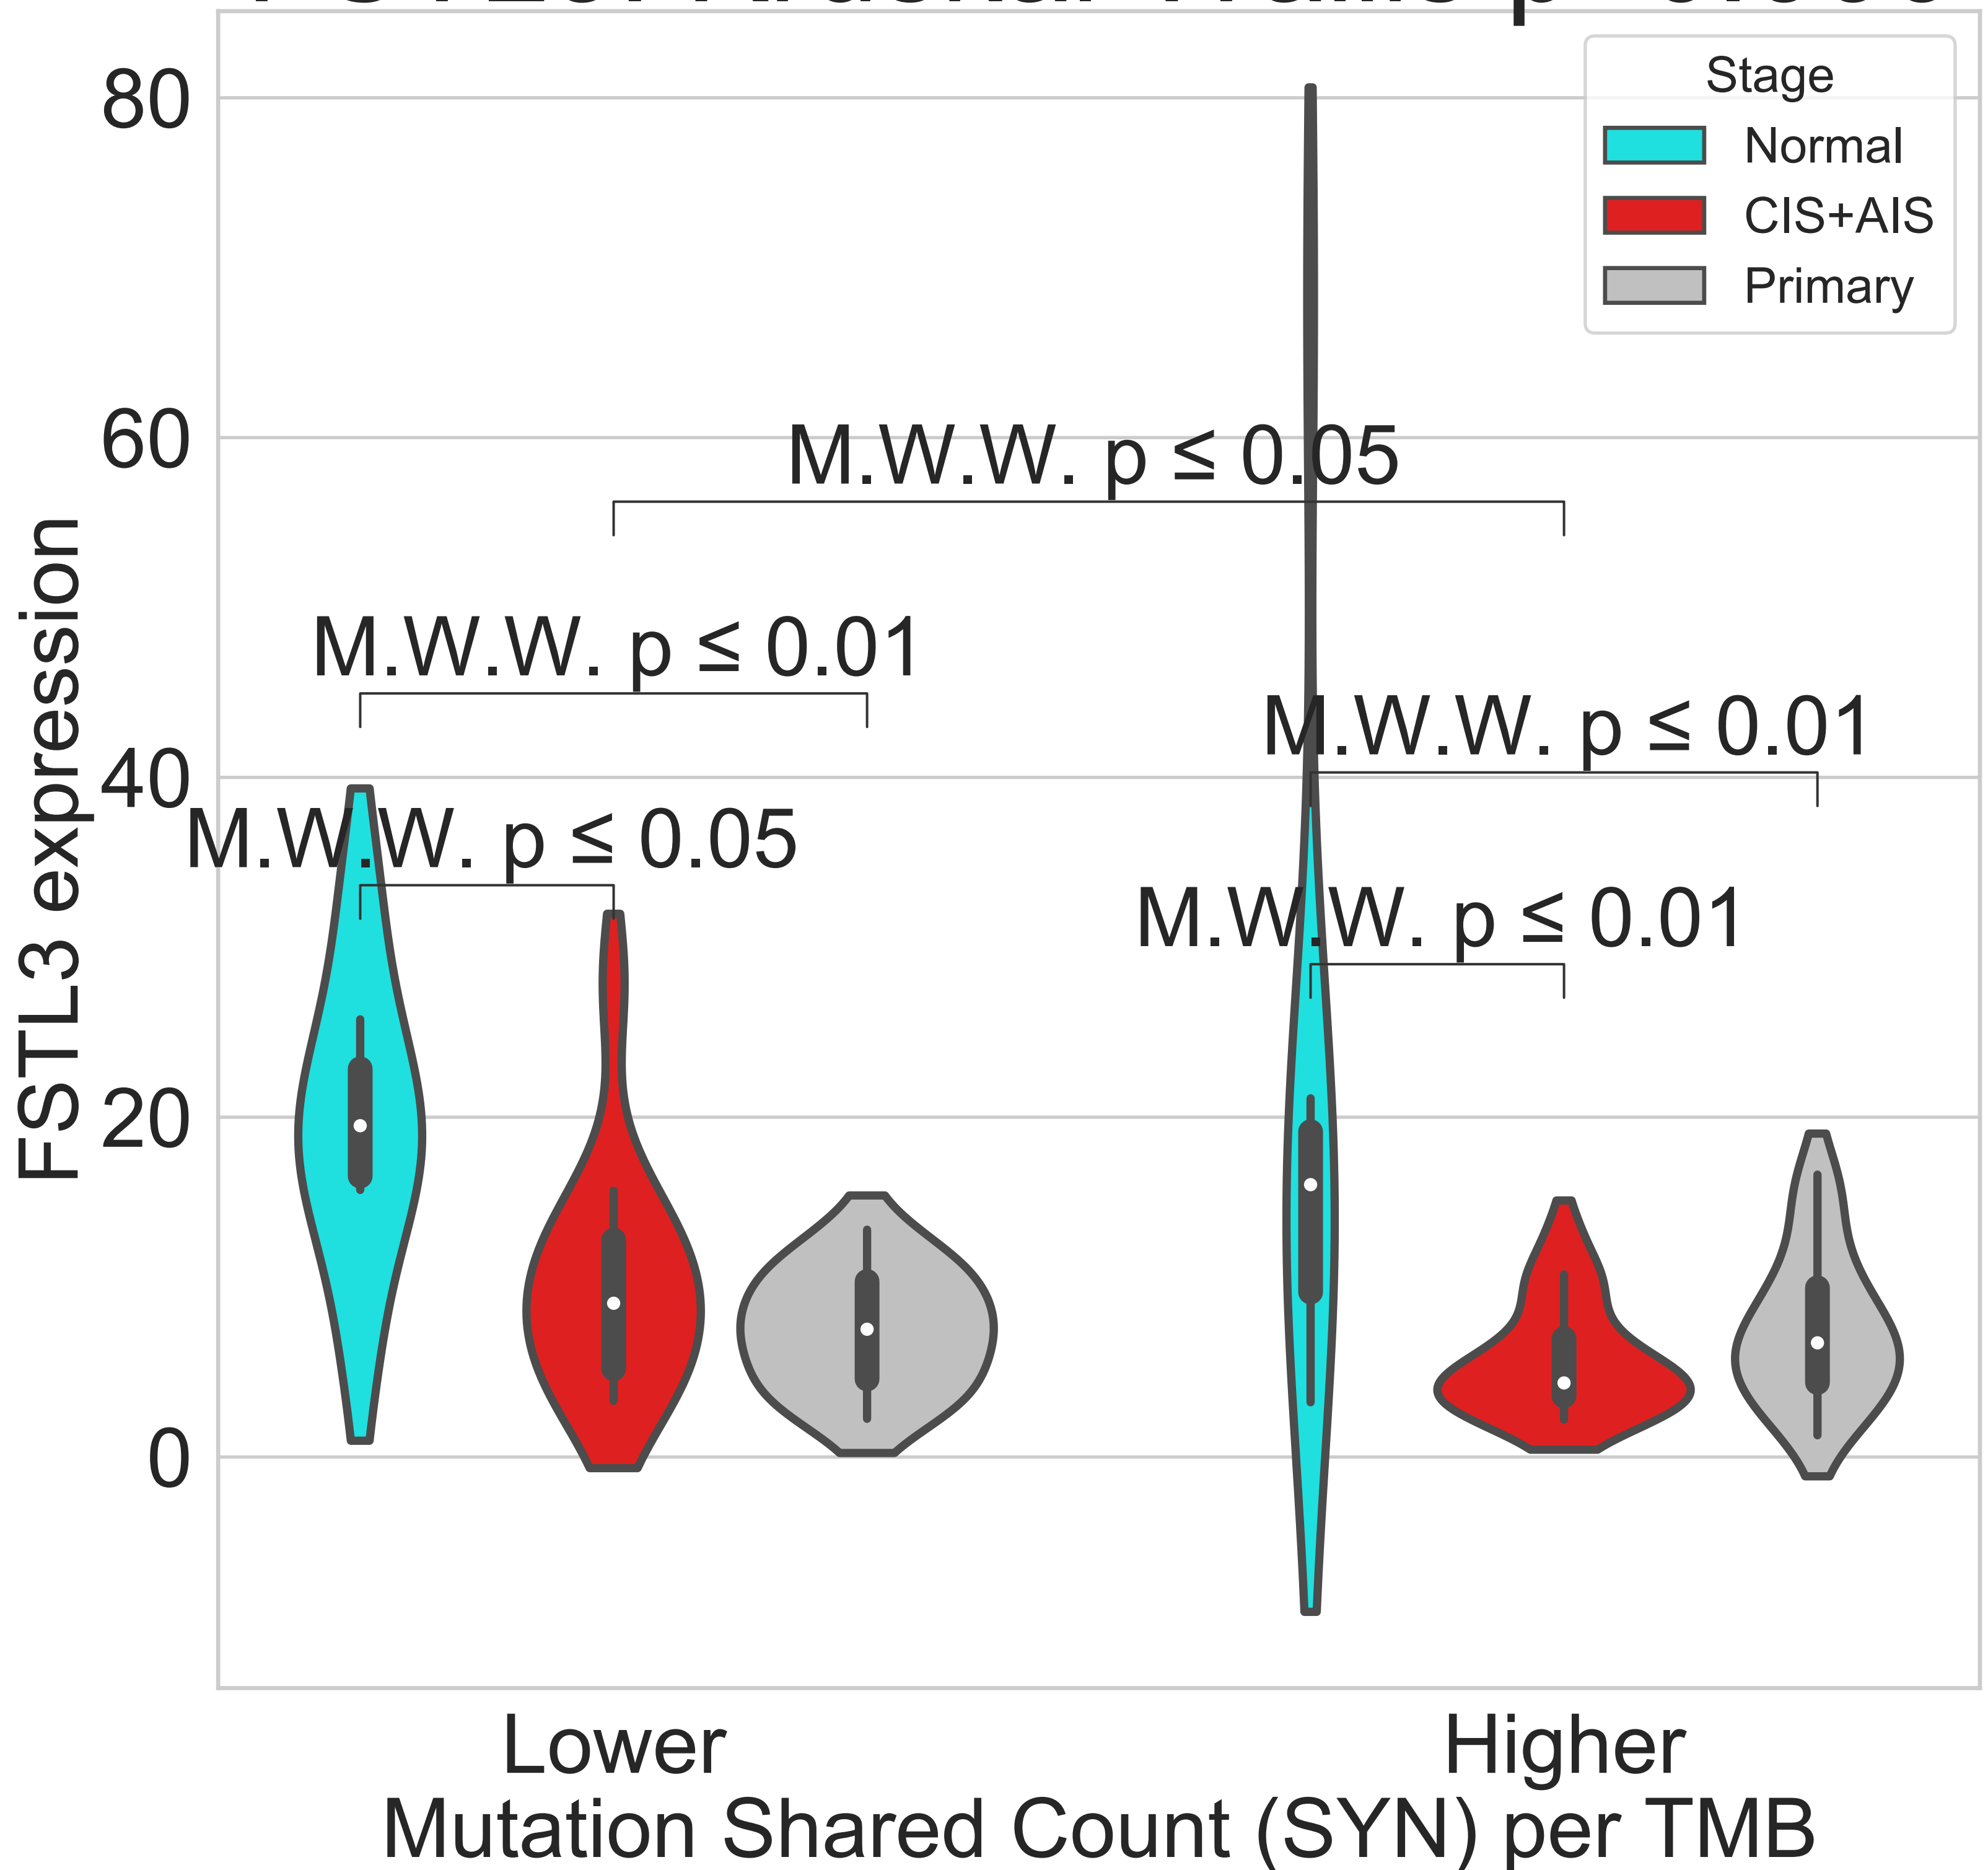 80
60
40
20
0
FSTL3 expression
Stage
Normal
CIS+AIS
Primary
M.W.W. p ≤ 0.05
M.W.W. p ≤ 0.01
M.W.W. p ≤ 0.01
M.W.W. p ≤ 0.05
M.W.W. p ≤ 0.01
Lower
Higher
Mutation Shared Count (SYN) per TMB